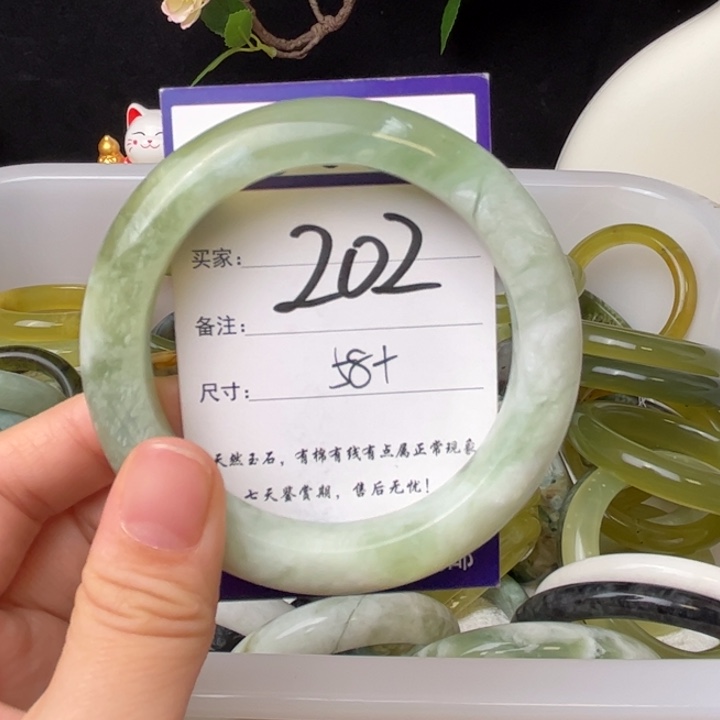 买家: 202
备注:
尺寸: 58+
天然玉石，有棉有线有点属正常现象
七天鉴赏期，售后无忧！